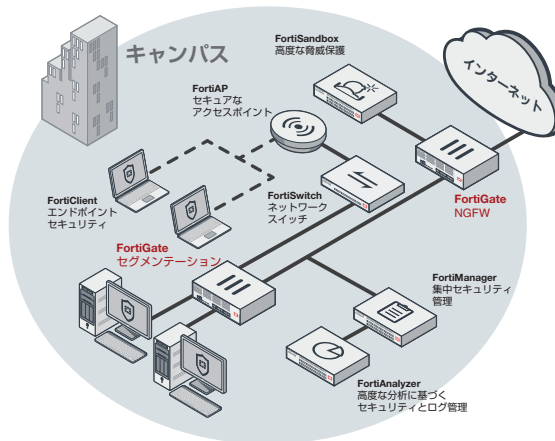 キャンパス
FortiSandbox
高度な脅威保護
インターネット
FortiAP
セキュアな
アクセスポイント
FortiClient
エンドポイント
セキュリティ
FortiSwitch
ネットワーク
スイッチ
FortiGate
NGFW
FortiGate
セグメンテーション
FortiManager
集中セキュリティ
管理
FortiAnalyzer
高度な分析に基づく
セキュリティとログ管理